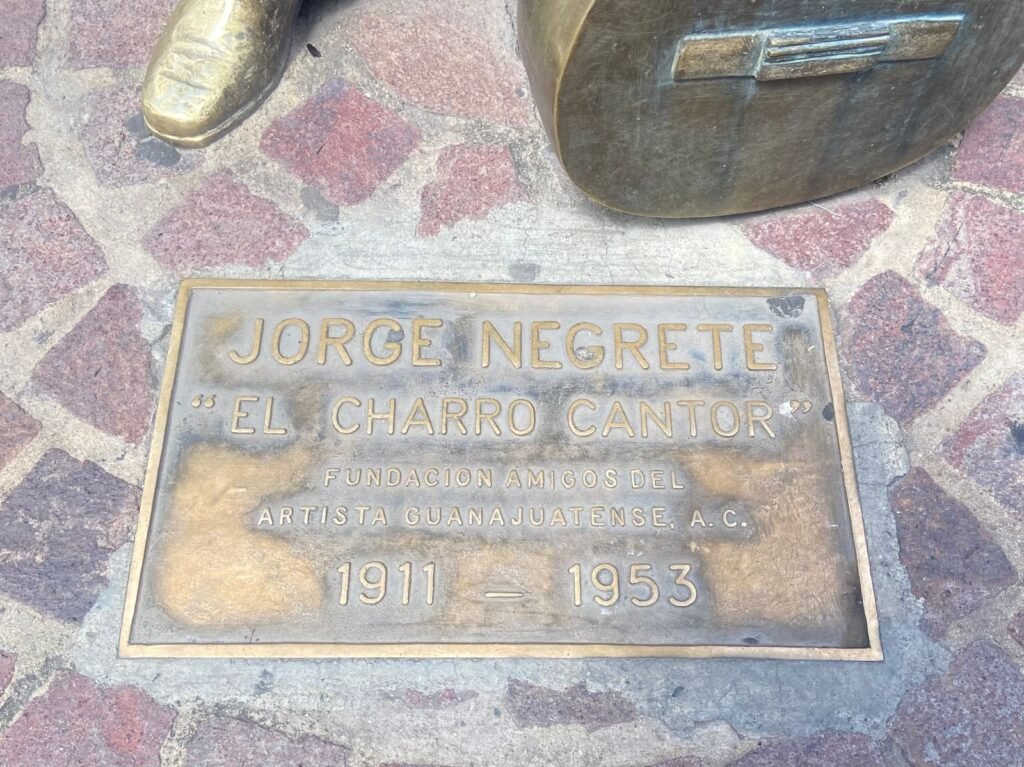 JORGE NEGRETE
“EL CHARRO CANTOR”
FUNDACION AMIGOS DEL
ARTISTA GUANAJUATENSE, A.C.
1911 — 1953